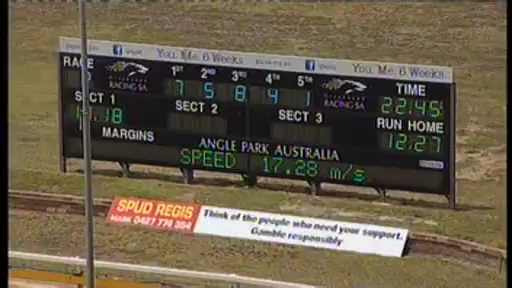 You. Me. 6 Weeks.
You. Me. 6 Weeks.
RACE
1ST 2ND 3RD 4TH 5TH
7 5 8 4 1
RACING SA
RACING SA
TIME
22.45
SECT 1
SECT 2
SECT 3
RUN HOME
12.27
MARGINS
ANGLE PARK AUSTRALIA
SPEED 17.28 m/s
SPUD REGIS
Think of the people who need your support.
Gamble responsibly